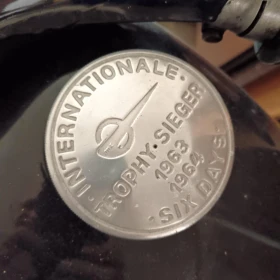 INTERNATIONALE
TROPHY·SIEGER
1963
1964
·SIX DAYS·